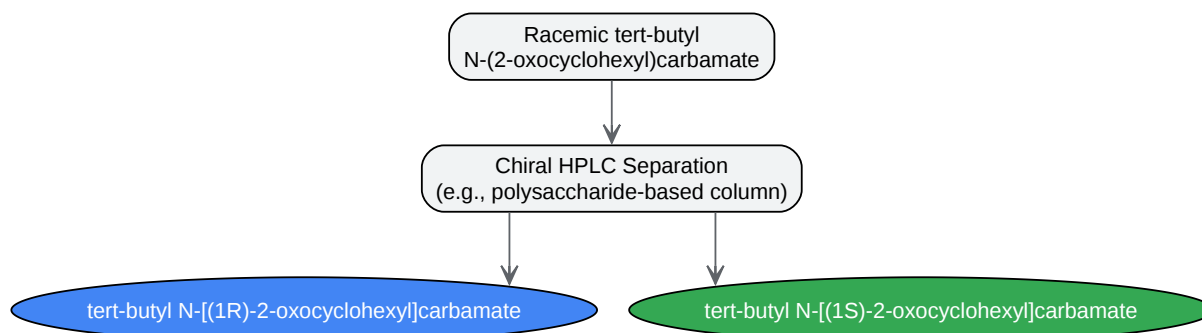 Racemic tert-butyl
N-(2-oxocyclohexyl)carbamate
Chiral HPLC Separation
(e.g., polysaccharide-based column)
tert-butyl N-[(1R)-2-oxocyclohexyl]carbamate
tert-butyl N-[(1S)-2-oxocyclohexyl]carbamate